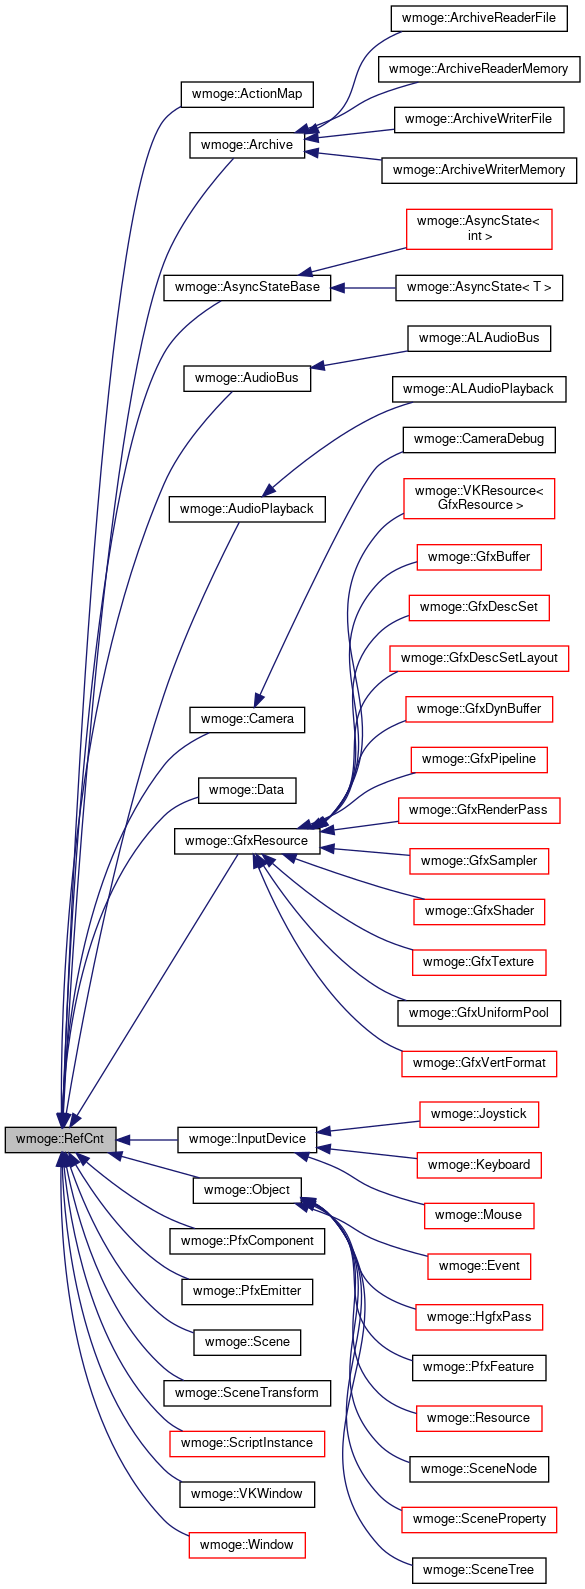 wmoge::ArchiveReaderFile
wmoge::ArchiveReaderMemory
wmoge::ActionMap
wmoge::ArchiveWriterFile
wmoge::Archive
wmoge::ArchiveWriterMemory
wmoge::AsyncState<
int >
wmoge::AsyncStateBase
wmoge::AsyncState< T >
wmoge::ALAudioBus
wmoge::AudioBus
wmoge::ALAudioPlayback
wmoge::CameraDebug
wmoge::VKResource<
GfxResource >
wmoge::AudioPlayback
wmoge::GfxBuffer
wmoge::GfxDescSet
wmoge::GfxDescSetLayout
wmoge::GfxDynBuffer
wmoge::Camera
wmoge::GfxPipeline
wmoge::Data
wmoge::GfxRenderPass
wmoge::GfxResource
wmoge::GfxSampler
wmoge::GfxShader
wmoge::GfxTexture
wmoge::GfxUniformPool
wmoge::GfxVertFormat
wmoge::Joystick
wmoge::RefCnt
wmoge::InputDevice
wmoge::Keyboard
wmoge::Object
wmoge::Mouse
wmoge::PfxComponent
wmoge::Event
wmoge::PfxEmitter
wmoge::HgfxPass
wmoge::Scene
wmoge::PfxFeature
wmoge::SceneTransform
wmoge::Resource
wmoge::ScriptInstance
wmoge::SceneNode
wmoge::VKWindow
wmoge::SceneProperty
wmoge::Window
wmoge::SceneTree